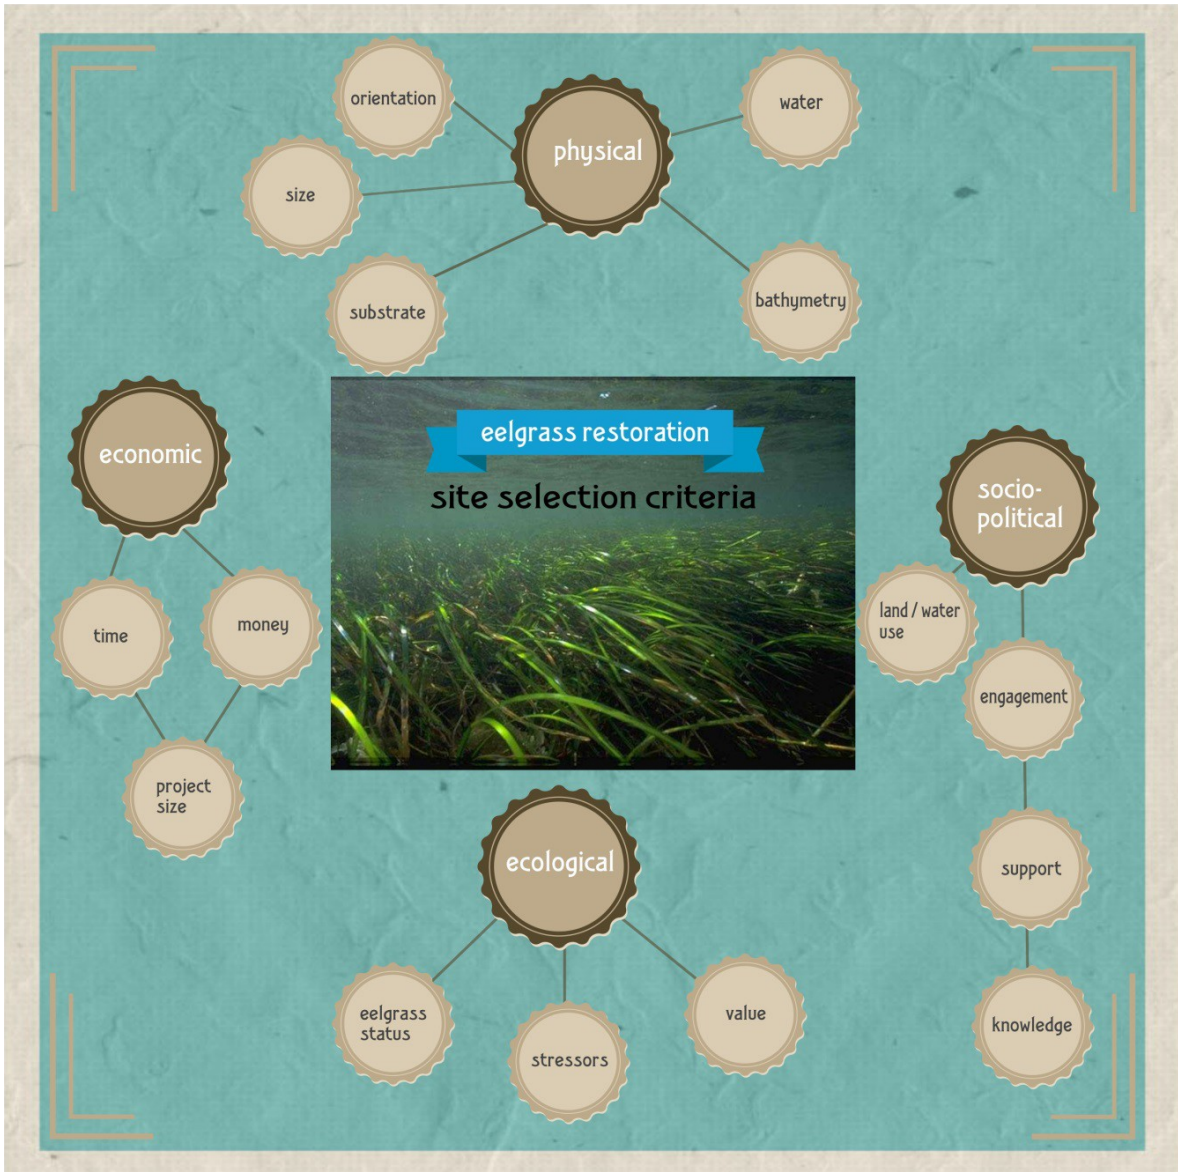 orientation
physical
water
size
substrate
bathymetry
eelgrass restoration
site selection criteria
economic
time
money
project
size
socio-
political
land / water
use
engagement
support
knowledge
ecological
eelgrass
status
stressors
value